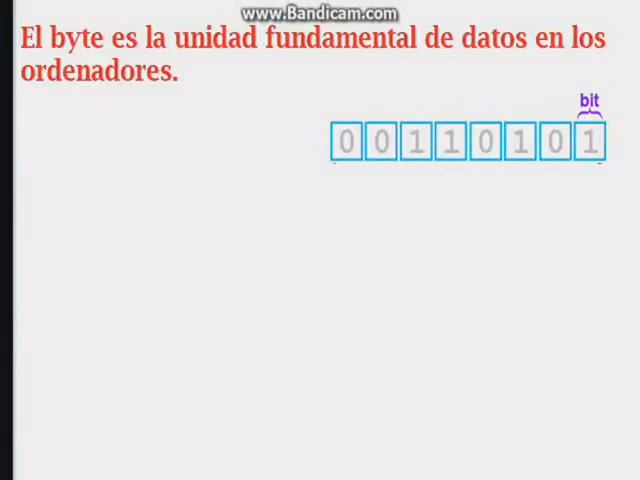 www.Bandicam.com
El byte es la unidad fundamental de datos en los
ordenadores.
bit
0 0 1 1 0 1 0 1